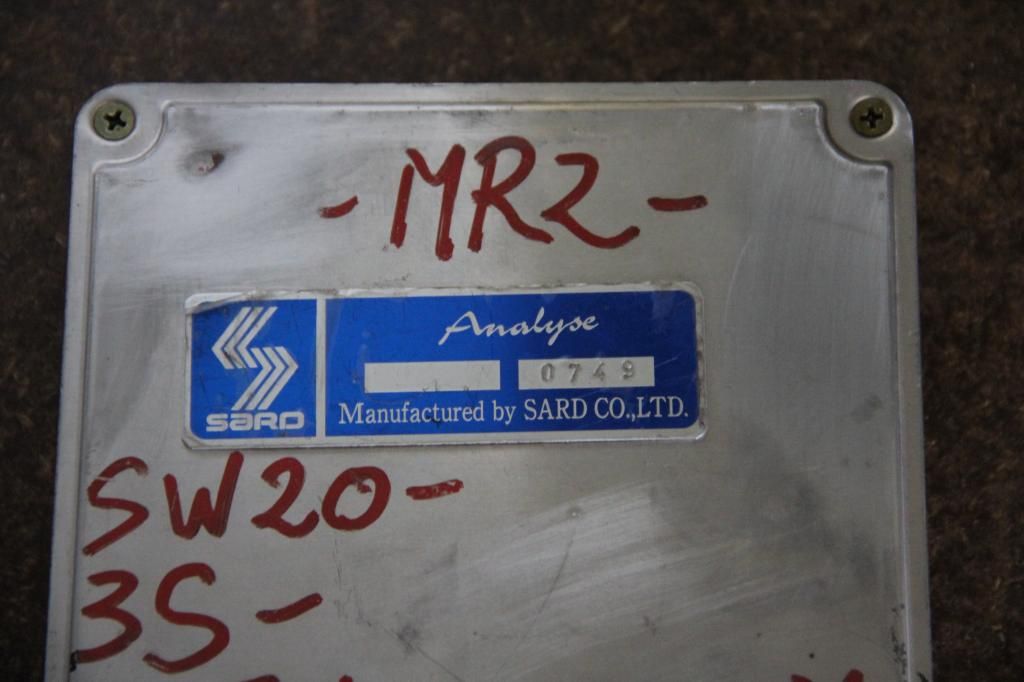 -MR2-
Analyse
0749
SARD
Manufactured by SARD CO.,LTD.
SW20-
3S-